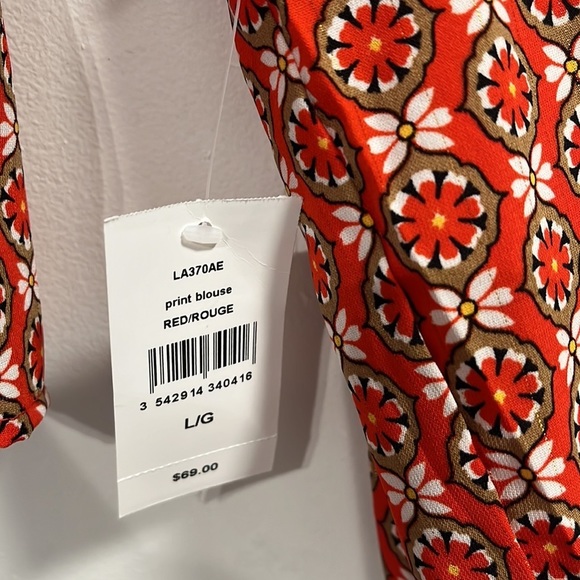 LA370AE
print blouse
RED/ROUGE
3 542914 340416
L/G
$69.00